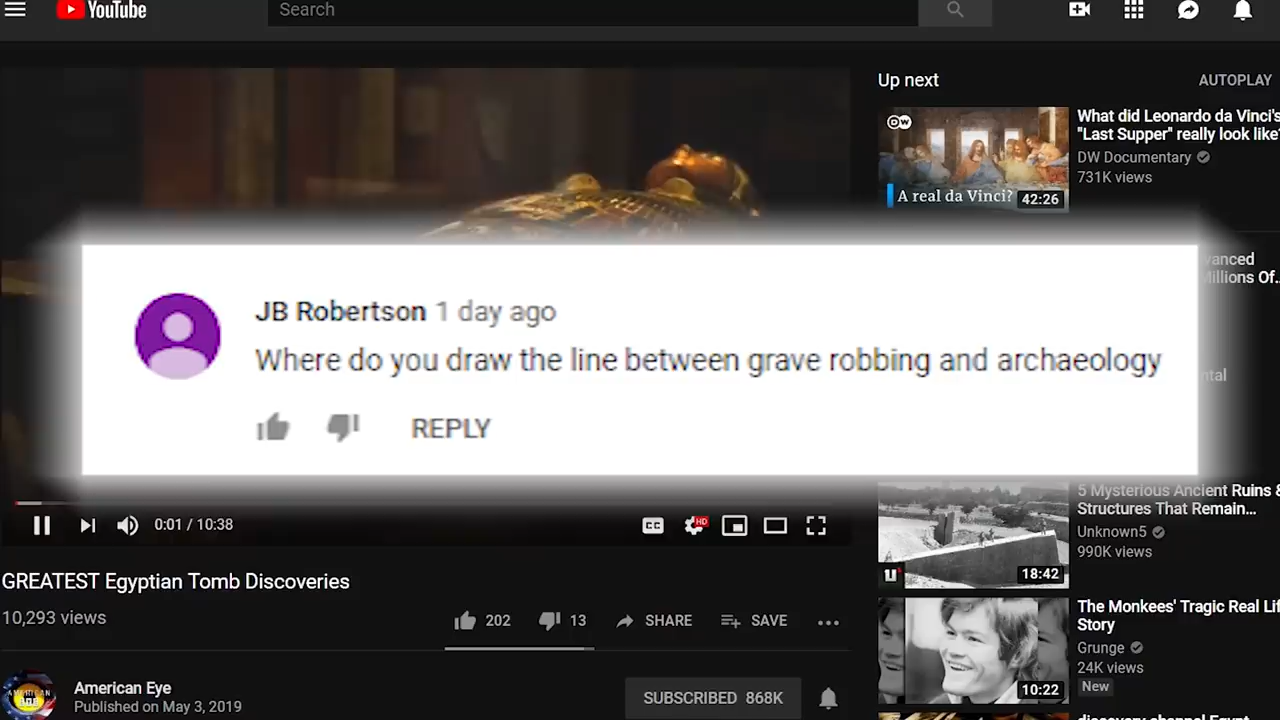 YouTube
Search
Up next
AUTOPLAY
DW
A real da Vinci?
42:26
What did Leonardo da Vinci's
"Last Supper" really look like
DW Documentary
731K views
JB Robertson 1 day ago
Where do you draw the line between grave robbing and archaeology
REPLY
0:01 / 10:38
CC
HD
GREATEST Egyptian Tomb Discoveries
10,293 views
202
13
SHARE
SAVE
American Eye
Published on May 3, 2019
SUBSCRIBED 868K
5 Mysterious Ancient Ruins &
Structures That Remain...
Unknown5
990K views
18:42
The Monkees' Tragic Real Lif
Story
Grunge
24K views
New
10:22